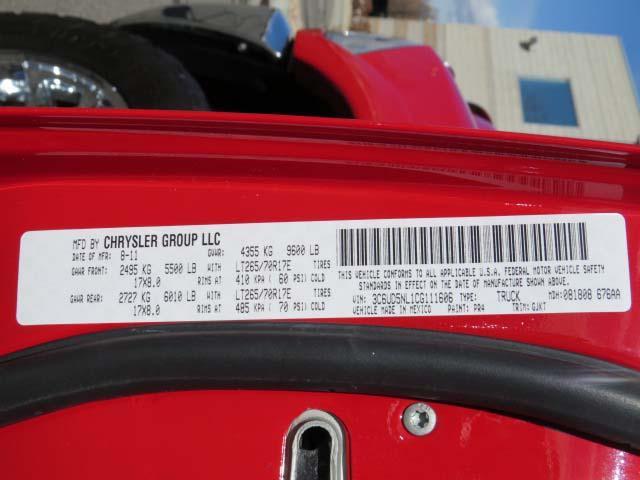 MFD BY CHRYSLER GROUP LLC
DATE OF MFR: 8-11 GVWR: 4355 KG 9600 LB
GAWR FRONT: 2495 KG 5500 LB WITH LT265/70R17E TIRES
17X8.0 RIMS AT 410 KPA ( 60 PSI) COLD
GAWR REAR: 2727 KG 6010 LB WITH LT265/70R17E TIRES
17X8.0 RIMS AT 485 KPA ( 70 PSI) COLD
THIS VEHICLE CONFORMS TO ALL APPLICABLE U.S.A. FEDERAL MOTOR VEHICLE SAFETY
STANDARDS IN EFFECT ON THE DATE OF MANUFACTURE SHOWN ABOVE.
VIN: 3C6UD5NL1CG111606 TYPE: TRUCK MDH: 081808 676AA
VEHICLE MADE IN MEXICO PAINT: PR4 TRIM: GJKT